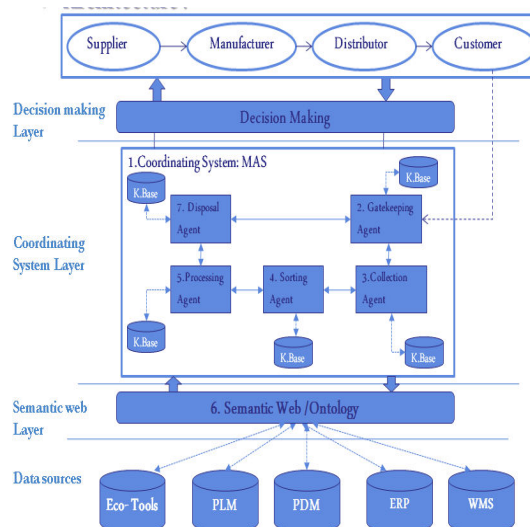 Supplier
Manufacturer
Distributor
Customer
Decision making
Layer
Decision Making
1.Coordinating System: MAS
K.Base
K.Base
7. Disposal
Agent
2. Gatekeeping
Agent
Coordinating
System Layer
5.Processing
Agent
4. Sorting
Agent
3.Collection
Agent
K.Base
K.Base
K.Base
Semantic web
Layer
6. Semantic Web /Ontology
Data sources
Eco- Tools
PLM
PDM
ERP
WMS